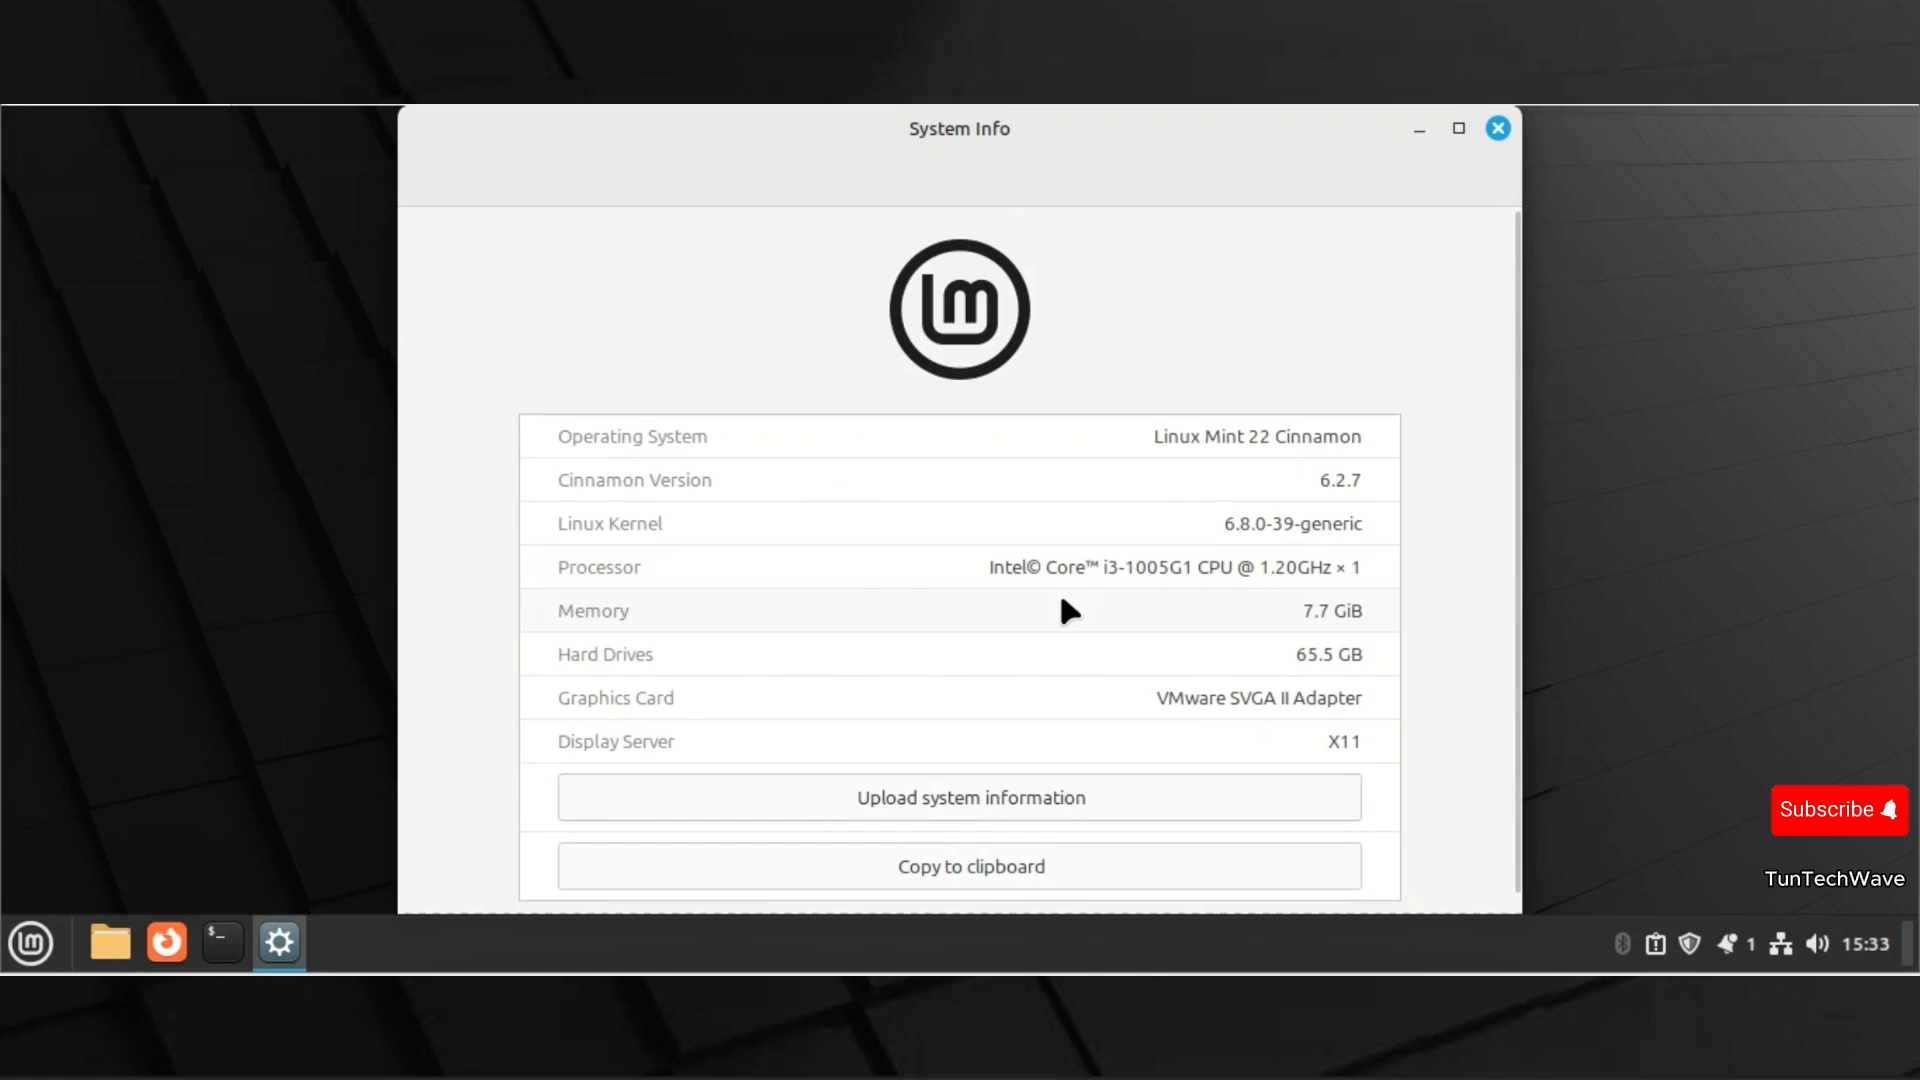 System Info
Operating System Linux Mint 22 Cinnamon
Cinnamon Version 6.2.7
Linux Kernel 6.8.0-39-generic
Processor Intel© Core™ i3-1005G1 CPU @ 1.20GHz × 1
Memory 7.7 GiB
Hard Drives 65.5 GB
Graphics Card VMware SVGA II Adapter
Display Server X11
Upload system information
Copy to clipboard
Subscribe
TunTechWave
$_
1 15:33